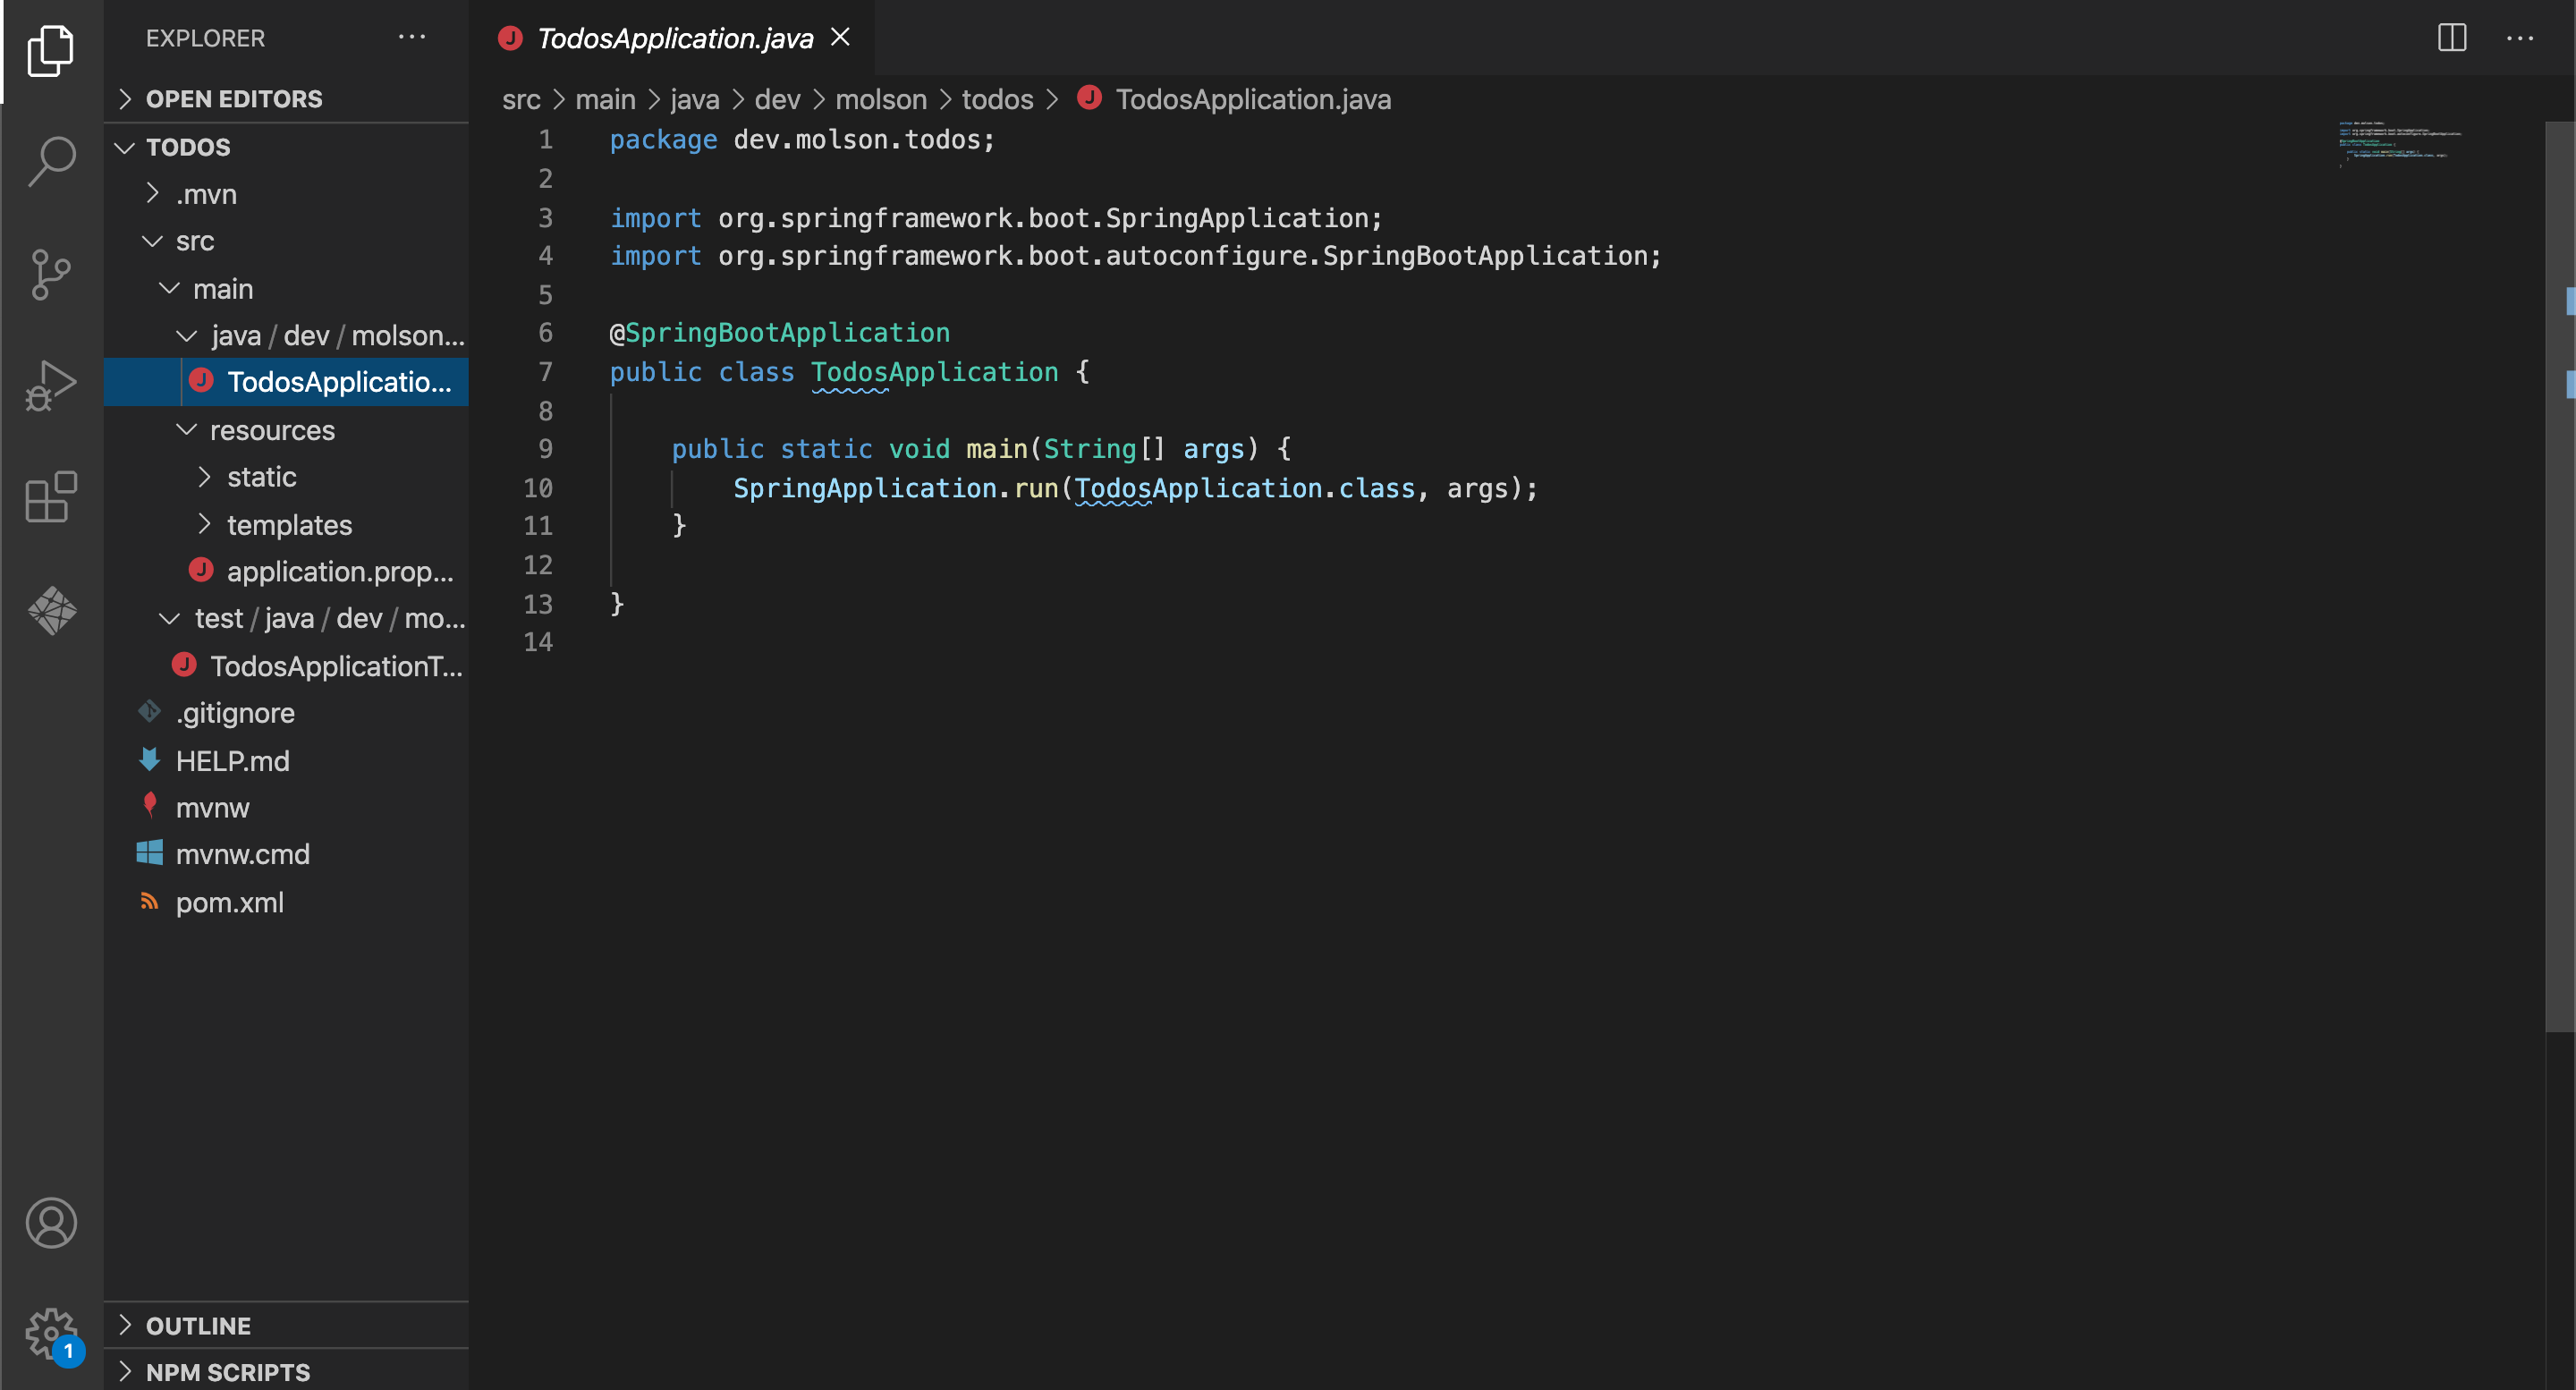 EXPLORER
OPEN EDITORS
TODOS
.mvn
src
main
java / dev / molson...
TodosApplicatio...
resources
static
templates
application.prop...
test / java / dev / mo...
TodosApplicationT...
.gitignore
HELP.md
mvnw
mvnw.cmd
pom.xml
OUTLINE
NPM SCRIPTS
1
TodosApplication.java
src > main > java > dev > molson > todos > J TodosApplication.java
1 package dev.molson.todos;
2
3 import org.springframework.boot.SpringApplication;
4 import org.springframework.boot.autoconfigure.SpringBootApplication;
5
6 @SpringBootApplication
7 public class TodosApplication {
8
9 public static void main(String[] args) {
10 SpringApplication.run(TodosApplication.class, args);
11 }
12
13 }
14